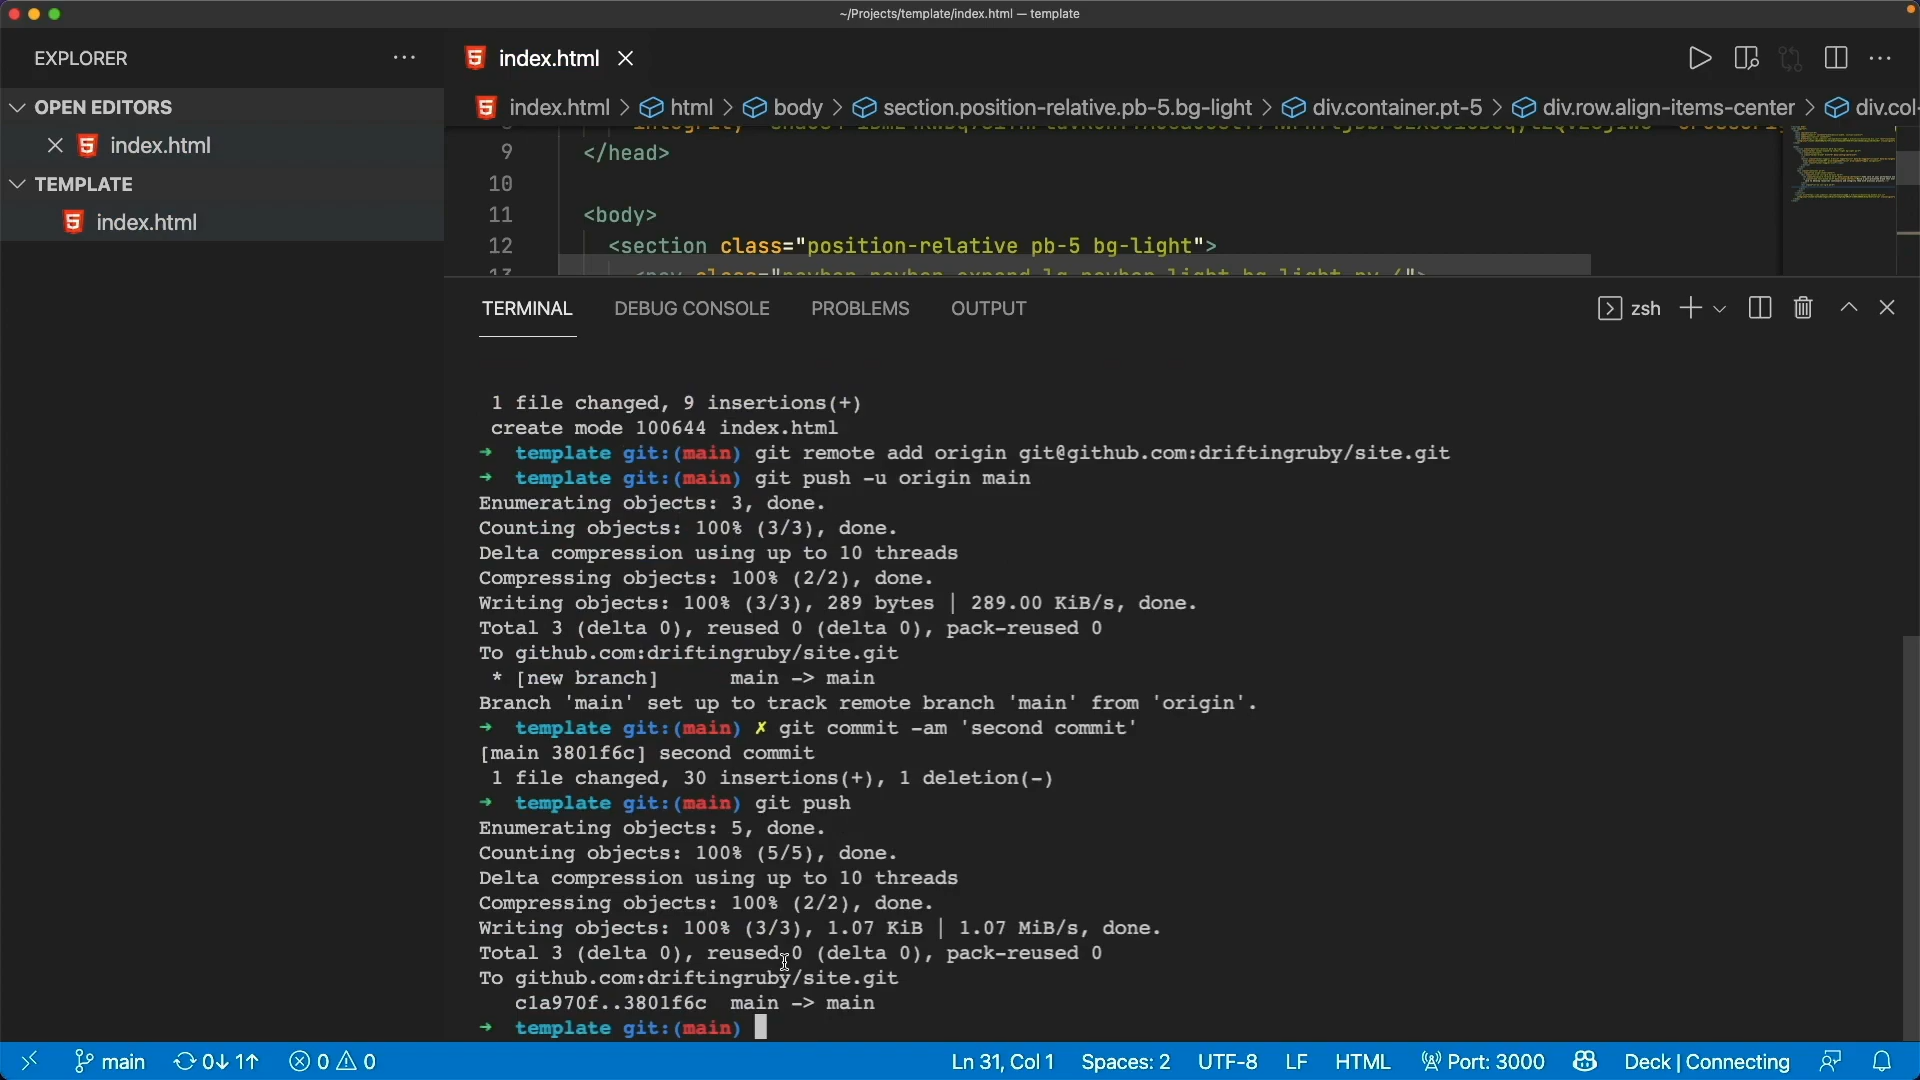 ~/Projects/template/index.html — template
EXPLORER
index.html
index.html > html > body > section.position-relative.pb-5.bg-light > div.container.pt-5 > div.row.align-items-center > div.col-
OPEN EDITORS
index.html
TEMPLATE
index.html
9 </head>
10
11 <body>
12 <section class="position-relative pb-5 bg-light">
TERMINAL DEBUG CONSOLE PROBLEMS OUTPUT
zsh
1 file changed, 9 insertions(+)
create mode 100644 index.html
➜ template git:(main) git remote add origin git@github.com:driftingruby/site.git
➜ template git:(main) git push -u origin main
Enumerating objects: 3, done.
Counting objects: 100% (3/3), done.
Delta compression using up to 10 threads
Compressing objects: 100% (2/2), done.
Writing objects: 100% (3/3), 289 bytes | 289.00 KiB/s, done.
Total 3 (delta 0), reused 0 (delta 0), pack-reused 0
To github.com:driftingruby/site.git
* [new branch] main -> main
Branch 'main' set up to track remote branch 'main' from 'origin'.
➜ template git:(main) ✗ git commit -am 'second commit'
[main 3801f6c] second commit
1 file changed, 30 insertions(+), 1 deletion(-)
➜ template git:(main) git push
Enumerating objects: 5, done.
Counting objects: 100% (5/5), done.
Delta compression using up to 10 threads
Compressing objects: 100% (2/2), done.
Writing objects: 100% (3/3), 1.07 KiB | 1.07 MiB/s, done.
Total 3 (delta 0), reused 0 (delta 0), pack-reused 0
To github.com:driftingruby/site.git
c1a970f..3801f6c main -> main
➜ template git:(main)
main 0↓ 1↑ 0 0 Ln 31, Col 1 Spaces: 2 UTF-8 LF HTML Port: 3000 Deck | Connecting